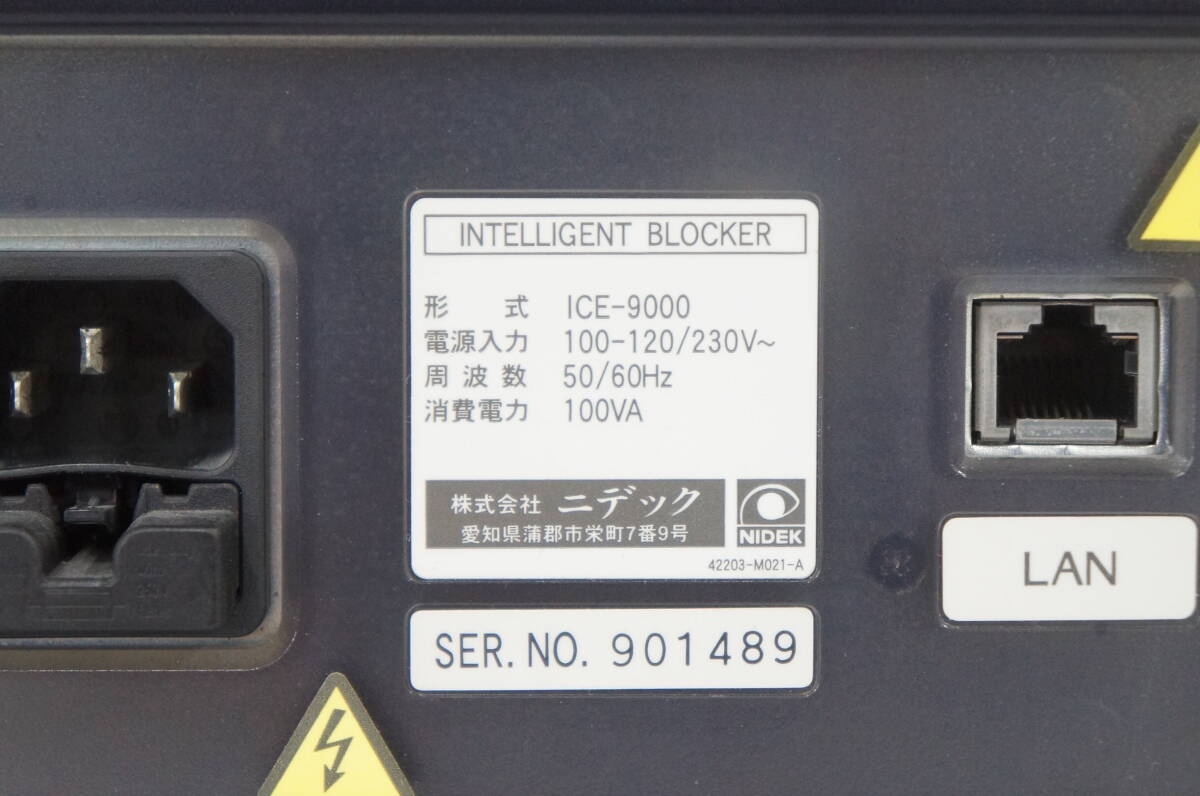 INTELLIGENT BLOCKER
形 式 ICE-9000
電源入力 100-120/230V~
周波数 50/60Hz
消費電力 100VA
株式会社 ニデック
愛知県蒲郡市栄町7番9号
NIDEK
42203-M021-A
SER. NO. 901489
LAN